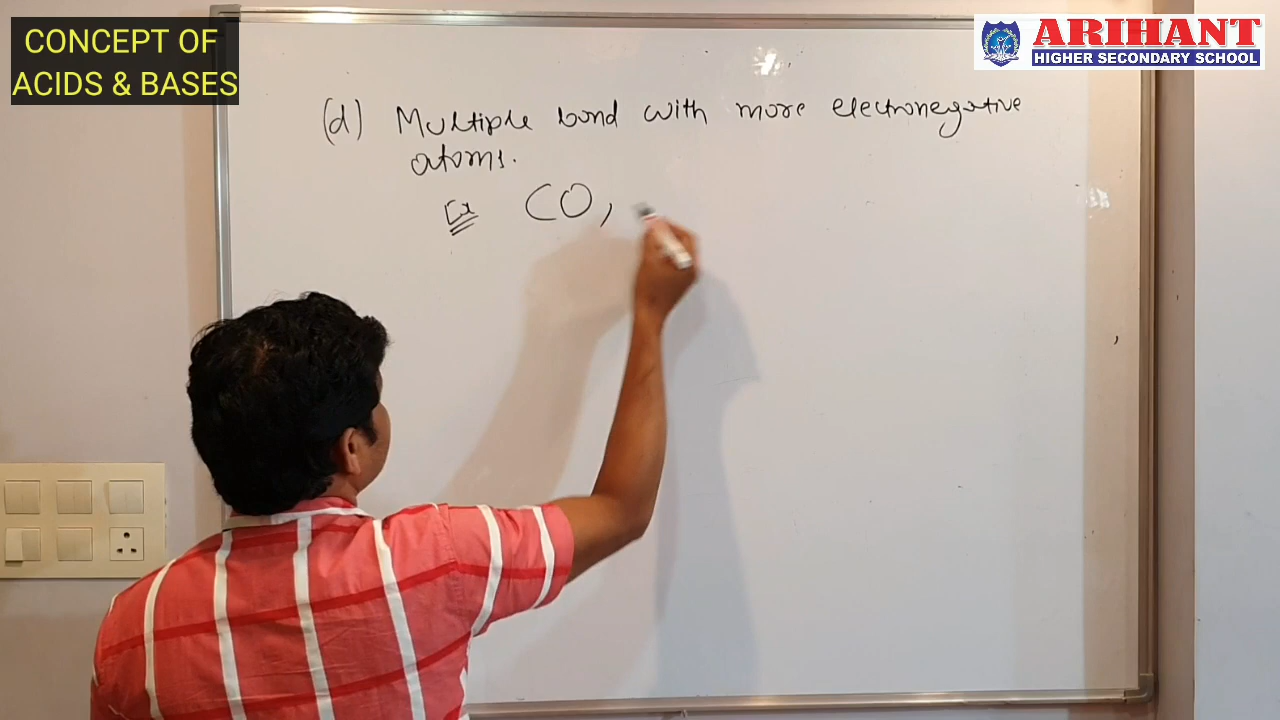 CONCEPT OF
ACIDS & BASES
ARIHANT
HIGHER SECONDARY SCHOOL
(d) Multiple bond with more electronegative
atoms.
Ex CO,